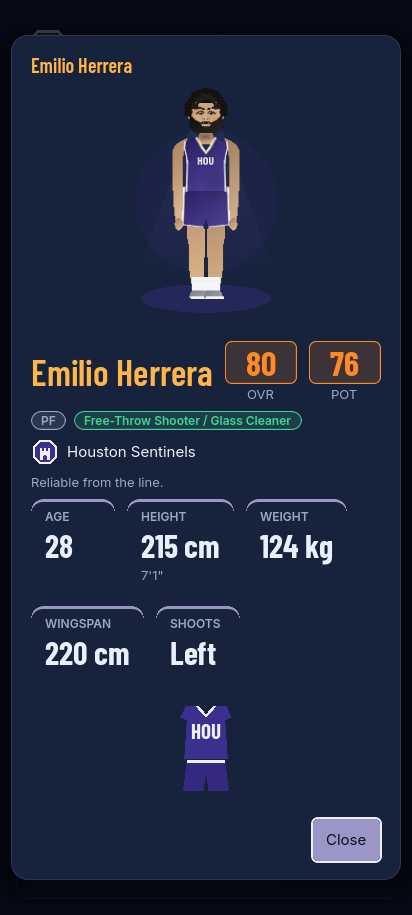 Emilio Herrera
HOU
Emilio Herrera
80
76
OVR
POT
PF
Free-Throw Shooter / Glass Cleaner
Houston Sentinels
Reliable from the line.
AGE
HEIGHT
WEIGHT
28
215 cm
124 kg
7'1"
WINGSPAN
SHOOTS
220 cm
Left
HOU
Close